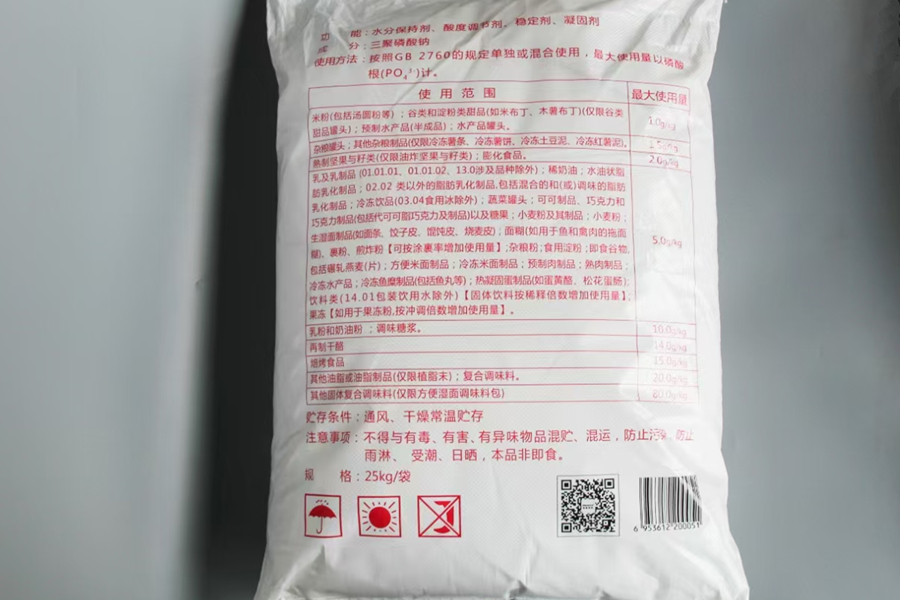 功 能：水分保持剂、酸度调节剂、稳定剂、凝固剂
成 分：三聚磷酸钠
使用方法：按照GB 2760的规定单独或混合使用，最大使用量以磷酸
根(PO₄³⁻)计。
使 用 范 围 最大使用量
米粉(包括汤圆粉等)；谷类和淀粉类甜品(如米布丁、木薯布丁)(仅限谷类
甜品罐头)；预制水产品(半成品)；水产品罐头。 1.0g/kg
杂粮罐头；其他杂粮制品(仅限冷冻薯条、冷冻薯饼、冷冻土豆泥、冷冻红薯泥)。
熟制坚果与籽类(仅限油炸坚果与籽类)；膨化食品。 2.0g/kg
乳及乳制品 (01.01.01、01.01.02、13.0涉及品种除外)；稀奶油；水油状脂
肪乳化制品；02.02 类以外的脂肪乳化制品,包括混合的和(或)调味的脂肪
乳化制品；冷冻饮品(03.04食用冰除外)；蔬菜罐头；可可制品、巧克力和
巧克力制品(包括代可可脂巧克力及制品)以及糖果；小麦粉及其制品；小麦粉；
生湿面制品(如面条、饺子皮、馄饨皮、烧麦皮)；面糊(如用于鱼和禽肉的拖面
糊)、裹粉、煎炸粉【可按涂裹率增加使用量】;杂粮粉;食用淀粉;即食谷物,
包括碾轧燕麦(片)；方便米面制品；冷冻米面制品；预制肉制品；熟肉制品；
冷冻水产品；冷冻鱼糜制品(包括鱼丸等)；热凝固蛋制品(如蛋黄酪、松花蛋肠);
饮料类(14.01包装饮用水除外)【固体饮料按稀释倍数增加使用量】;
果冻【如用于果冻粉,按冲调倍数增加使用量】。 5.0g/kg
乳粉和奶油粉；调味糖浆。 10.0g/kg
再制干酪 14.0g/kg
焙烤食品 15.0g/kg
其他油脂或油脂制品(仅限植脂末)；复合调味料。 20.0g/kg
其他固体复合调味料(仅限方便湿面调味料包) 80.0g/kg
贮存条件：通风、干燥常温贮存
注意事项：不得与有毒、有害、有异味物品混贮、混运，防止污染，防止
雨淋、 受潮、日晒，本品非即食。
规 格：25kg/袋
6 953612 200051